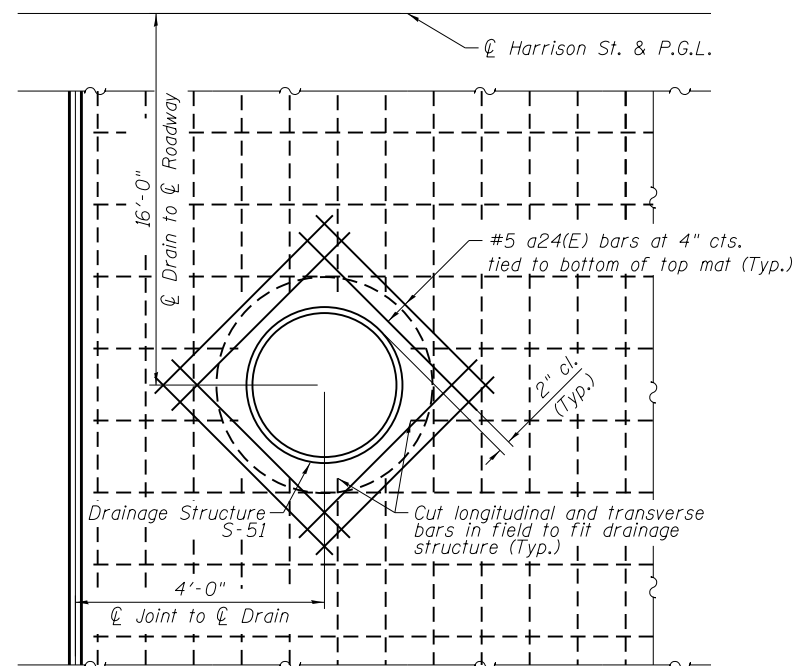 ℄ Harrison St. & P.G.L.
16'-0"
℄ Drain to ℄ Roadway
#5 a24(E) bars at 4" cts.
tied to bottom of top mat (Typ.)
2" cl.
(Typ.)
Drainage Structure
S-51
Cut longitudinal and transverse
bars in field to fit drainage
structure (Typ.)
4'-0"
℄ Joint to ℄ Drain